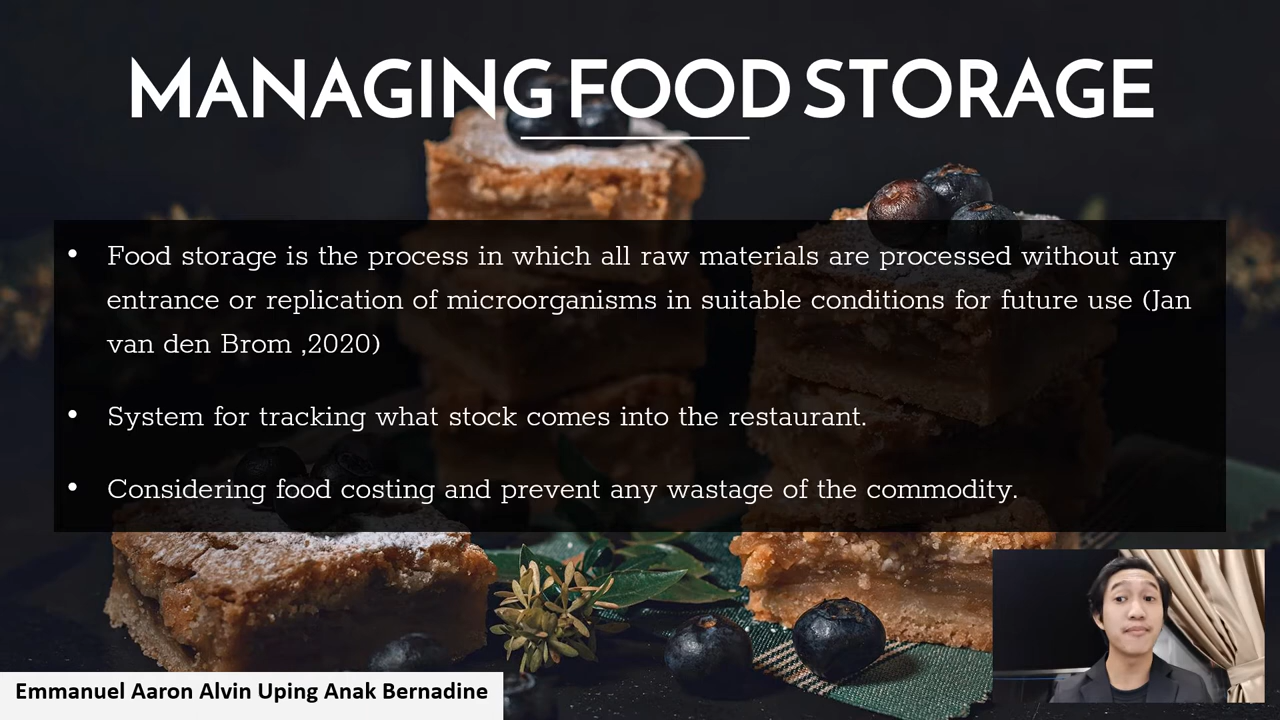 MANAGING FOOD STORAGE
• Food storage is the process in which all raw materials are processed without any
entrance or replication of microorganisms in suitable conditions for future use (Jan
van den Brom ,2020)
• System for tracking what stock comes into the restaurant.
• Considering food costing and prevent any wastage of the commodity.
Emmanuel Aaron Alvin Uping Anak Bernadine